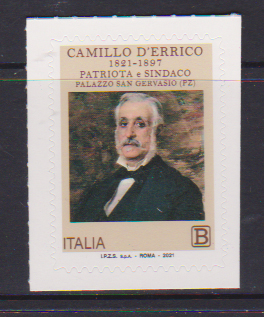 CAMILLO D'ERRICO
1821-1897
PATRIOTA e SINDACO
PALAZZO SAN GERVASIO (PZ)
ITALIA B
I.P.Z.S. S.p.A. - ROMA - 2021